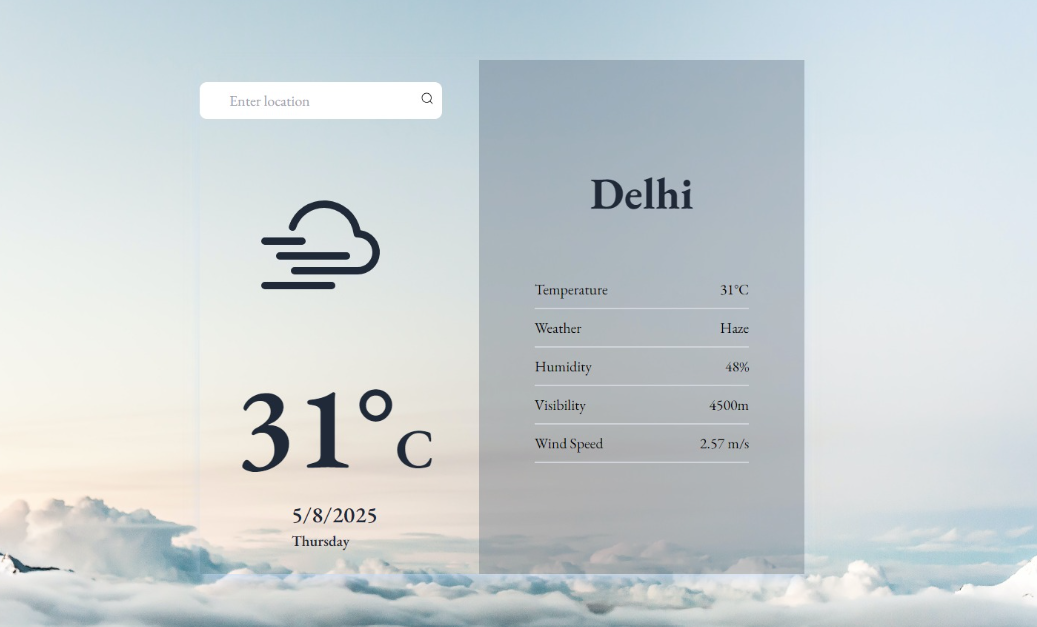 Enter location
31°C
5/8/2025
Thursday
Delhi
Temperature 31°C
Weather Haze
Humidity 48%
Visibility 4500m
Wind Speed 2.57 m/s